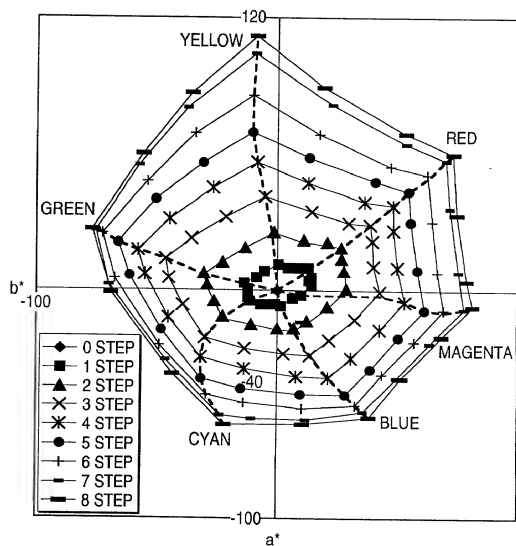 120
YELLOW
RED
GREEN
b*
-100
MAGENTA
-40
BLUE
CYAN
0 STEP
1 STEP
2 STEP
3 STEP
4 STEP
5 STEP
6 STEP
7 STEP
8 STEP
-100
a*